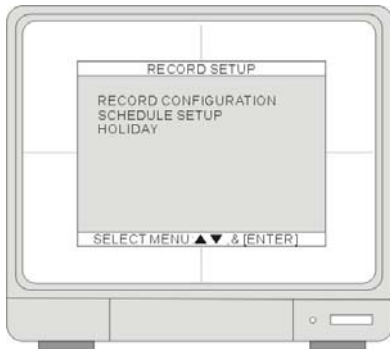 RECORD SETUP
RECORD CONFIGURATION
SCHEDULE SETUP
HOLIDAY
SELECT MENU:▲▼,& [ENTER]